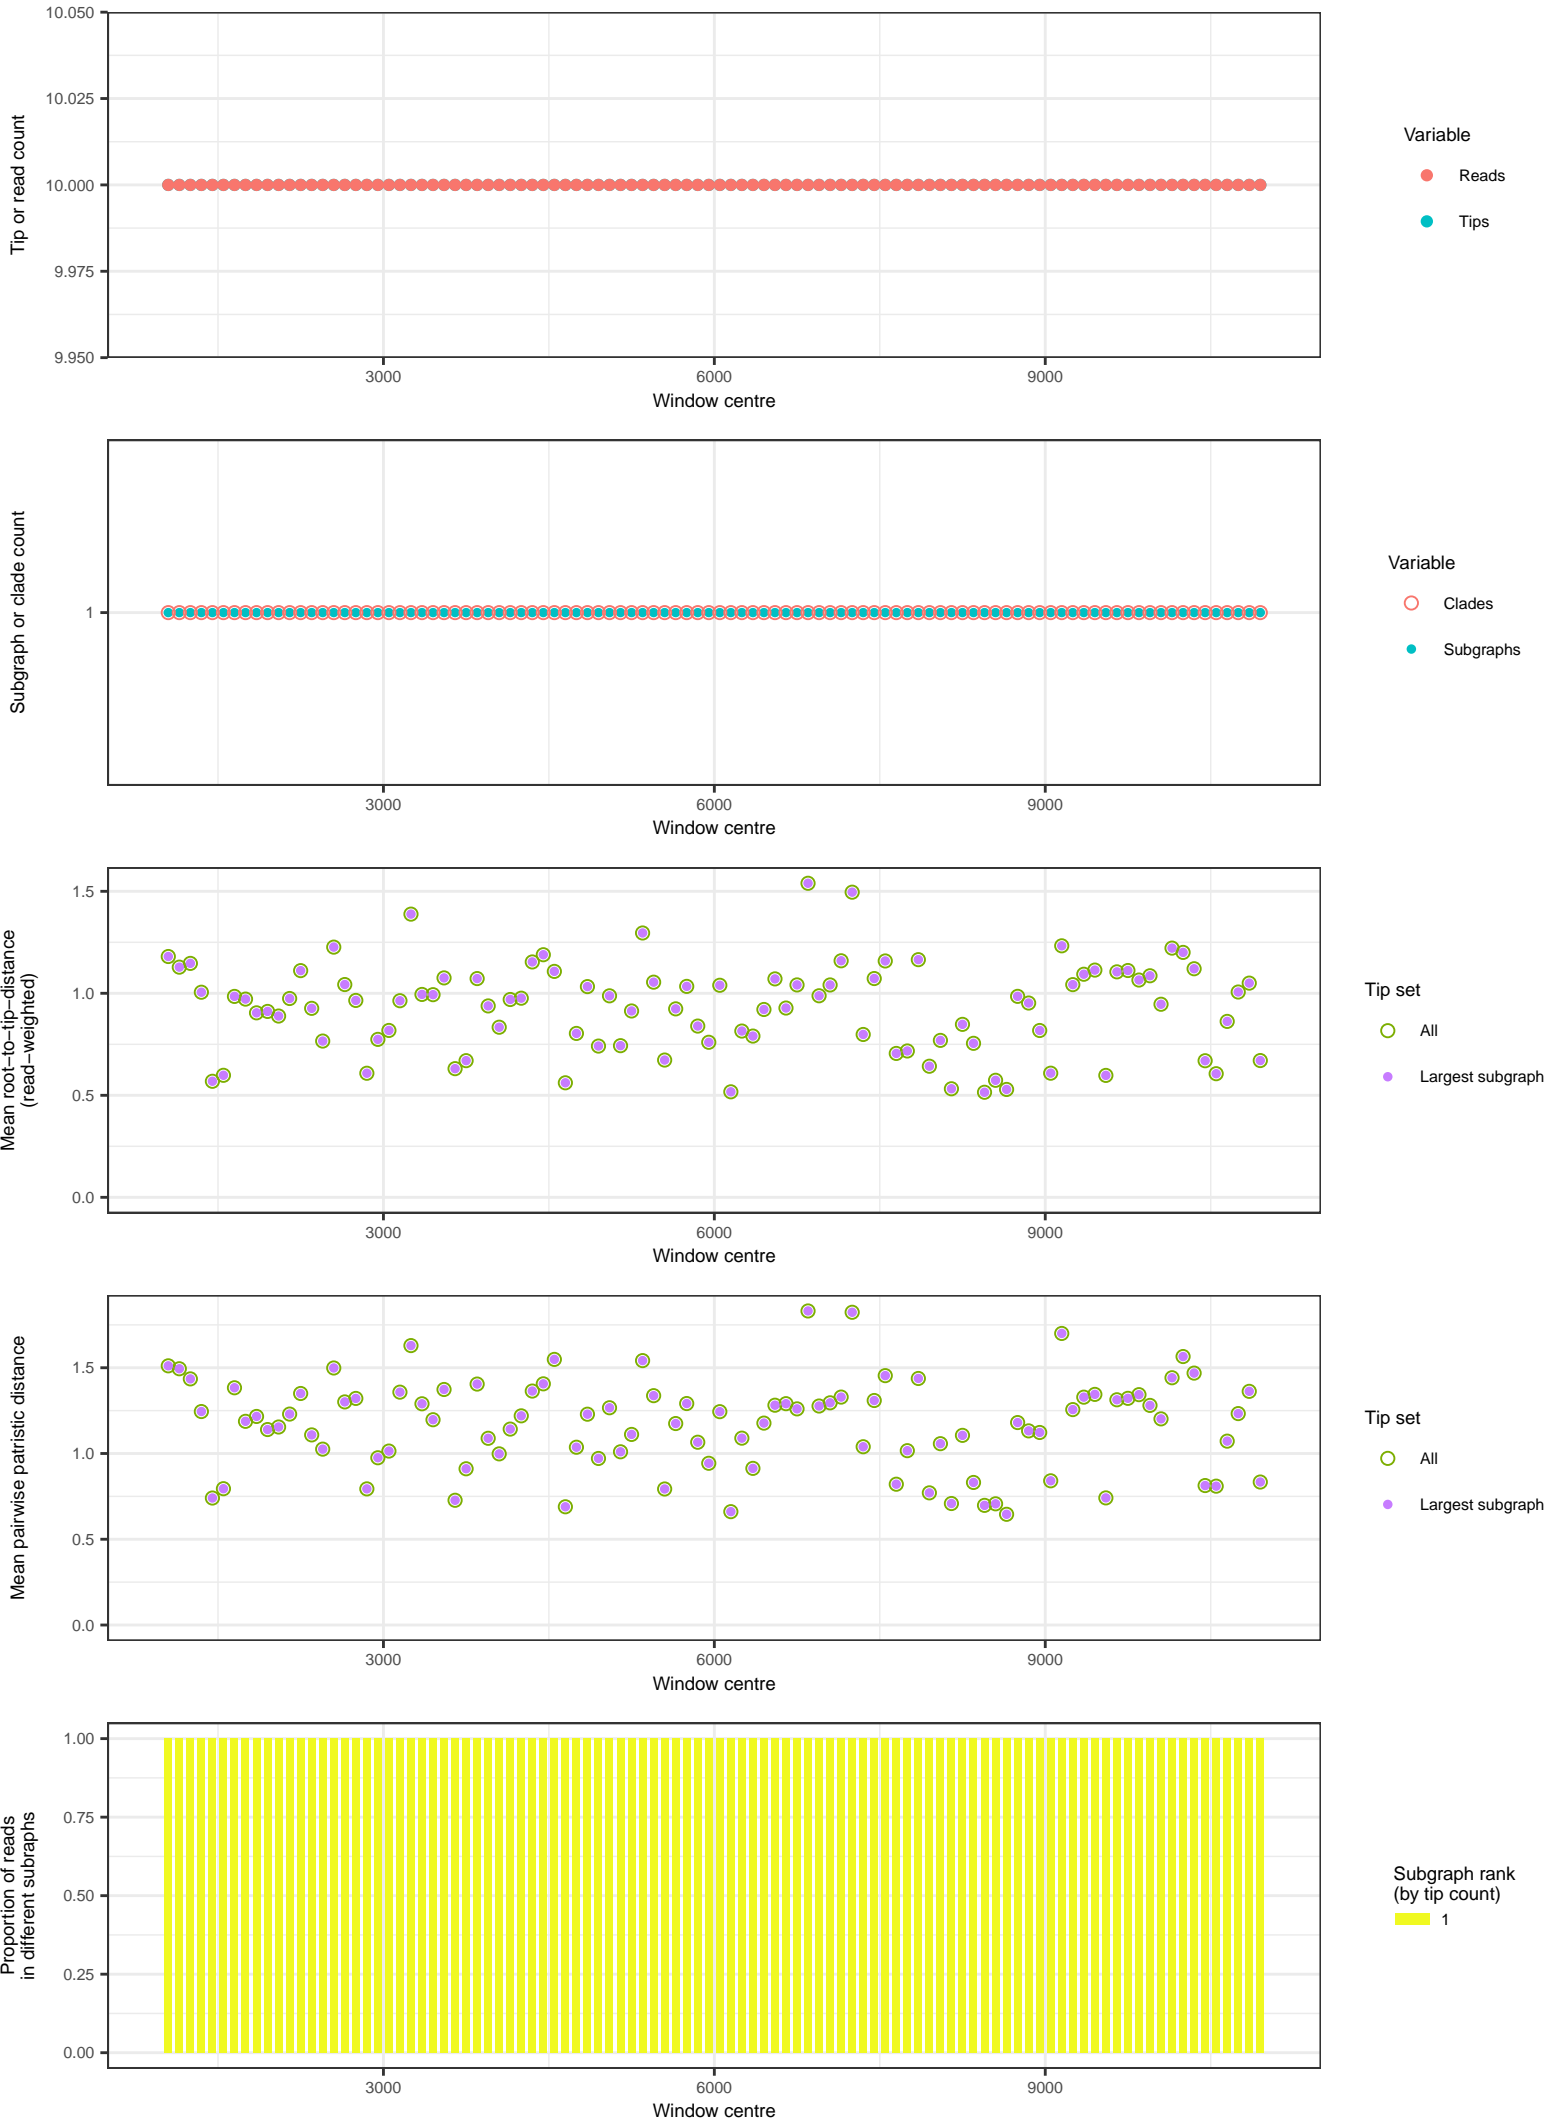 10.050
10.025
10.000
9.975
9.950
Tip or read count
3000 6000 9000
Window centre
Variable
Reads
Tips
1
Subgraph or clade count
3000 6000 9000
Window centre
Variable
Clades
Subgraphs
1.5
1.0
0.5
0.0
Mean root−to−tip−distance
(read−weighted)
3000 6000 9000
Window centre
Tip set
All
Largest subgraph
1.5
1.0
0.5
0.0
Mean pairwise patristic distance
3000 6000 9000
Window centre
Tip set
All
Largest subgraph
1.00
0.75
0.50
0.25
0.00
Proportion of reads
in different subraphs
3000 6000 9000
Window centre
Subgraph rank
(by tip count)
1